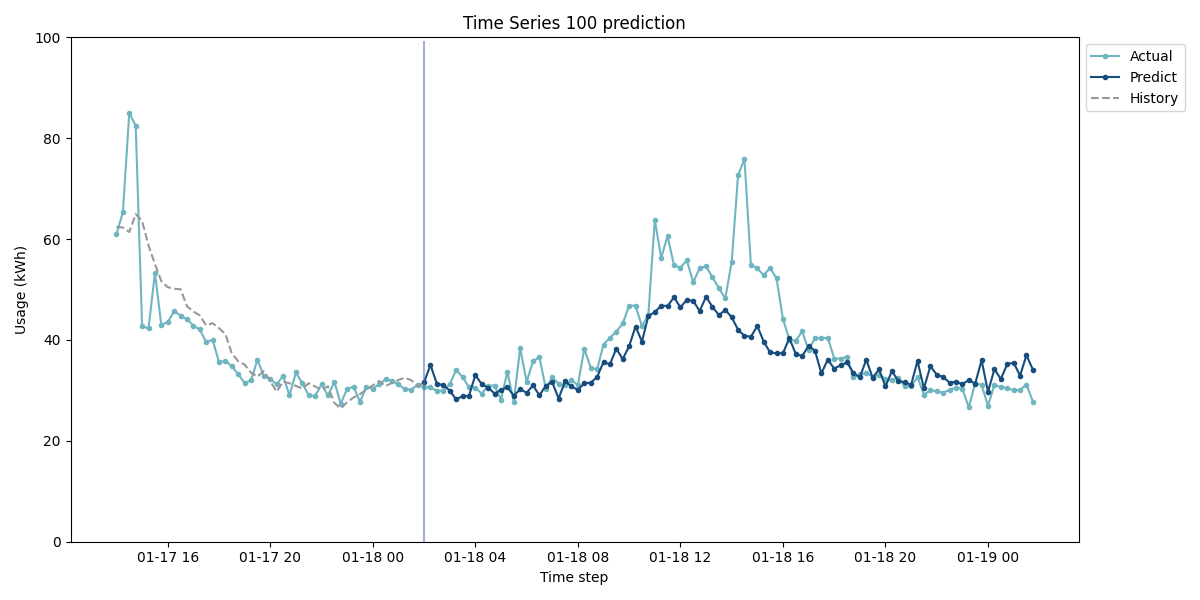 Time Series 100 prediction
100
80
60
40
20
0
Usage (kWh)
01-17 16 01-17 20 01-18 00 01-18 04 01-18 08 01-18 12 01-18 16 01-18 20 01-19 00
Time step
Actual
Predict
History